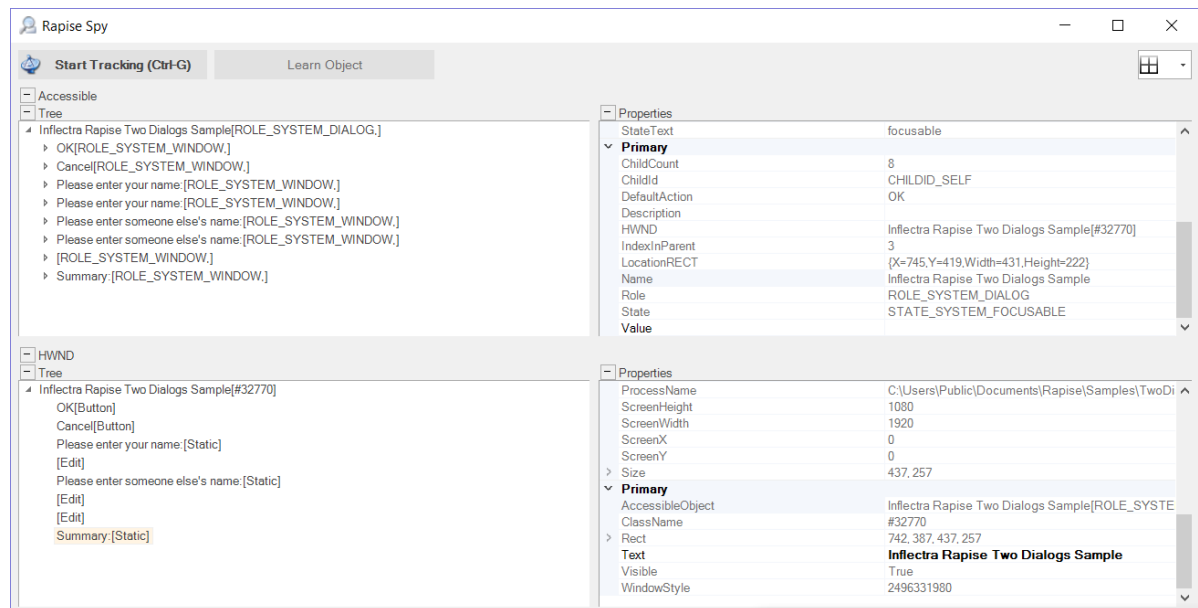 Rapise Spy
Start Tracking (Ctrl-G)
Learn Object
Accessible
Tree
Inflectra Rapise Two Dialogs Sample[ROLE_SYSTEM_DIALOG,]
OK[ROLE_SYSTEM_WINDOW,]
Cancel[ROLE_SYSTEM_WINDOW,]
Please enter your name:[ROLE_SYSTEM_WINDOW,]
Please enter your name:[ROLE_SYSTEM_WINDOW,]
Please enter someone else's name:[ROLE_SYSTEM_WINDOW,]
Please enter someone else's name:[ROLE_SYSTEM_WINDOW,]
[ROLE_SYSTEM_WINDOW,]
Summary:[ROLE_SYSTEM_WINDOW,]
Properties
StateText focusable
Primary
ChildCount 8
ChildId CHILDID_SELF
DefaultAction OK
Description
HWND Inflectra Rapise Two Dialogs Sample[#32770]
IndexInParent 3
LocationRECT {X=745,Y=419,Width=431,Height=222}
Name Inflectra Rapise Two Dialogs Sample
Role ROLE_SYSTEM_DIALOG
State STATE_SYSTEM_FOCUSABLE
Value
HWND
Tree
Inflectra Rapise Two Dialogs Sample[#32770]
OK[Button]
Cancel[Button]
Please enter your name:[Static]
[Edit]
Please enter someone else's name:[Static]
[Edit]
[Edit]
Summary:[Static]
Properties
ProcessName C:\Users\Public\Documents\Rapise\Samples\TwoDi
ScreenHeight 1080
ScreenWidth 1920
ScreenX 0
ScreenY 0
Size 437, 257
Primary
AccessibleObject Inflectra Rapise Two Dialogs Sample[ROLE_SYSTE
ClassName #32770
Rect 742, 387, 437, 257
Text Inflectra Rapise Two Dialogs Sample
Visible True
WindowStyle 2496331980